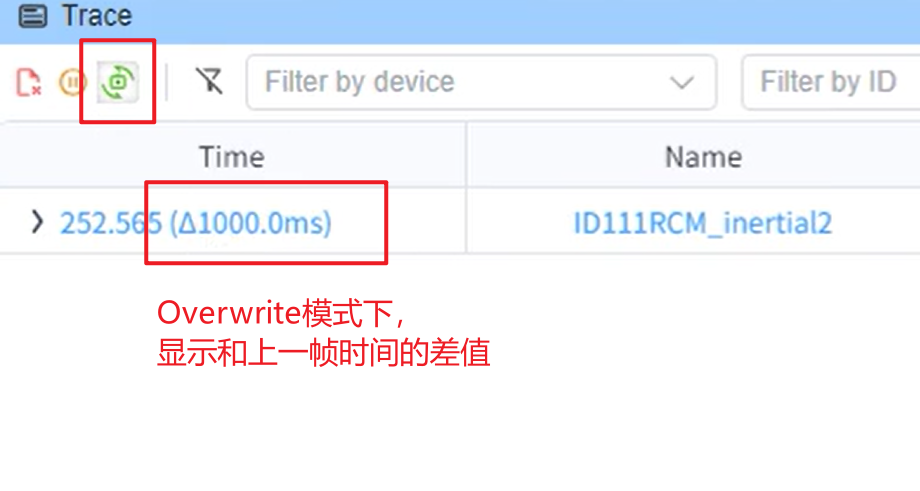 Trace
Filter by device
Filter by ID
Time
Name
252.565 (Δ1000.0ms)
ID111RCM_inertial2
Overwrite模式下，
显示和上一帧时间的差值